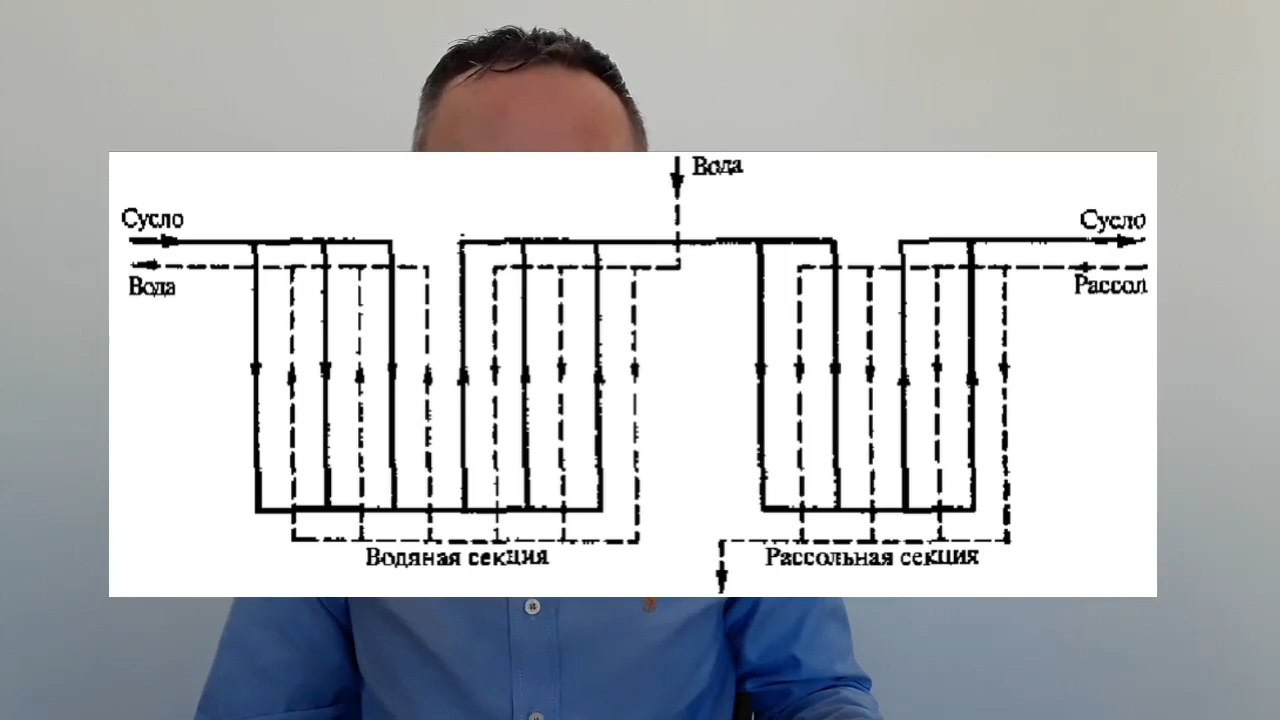 Вода
Сусло
Сусло
Вода
Рассол
Водяная секция
Рассольная секция